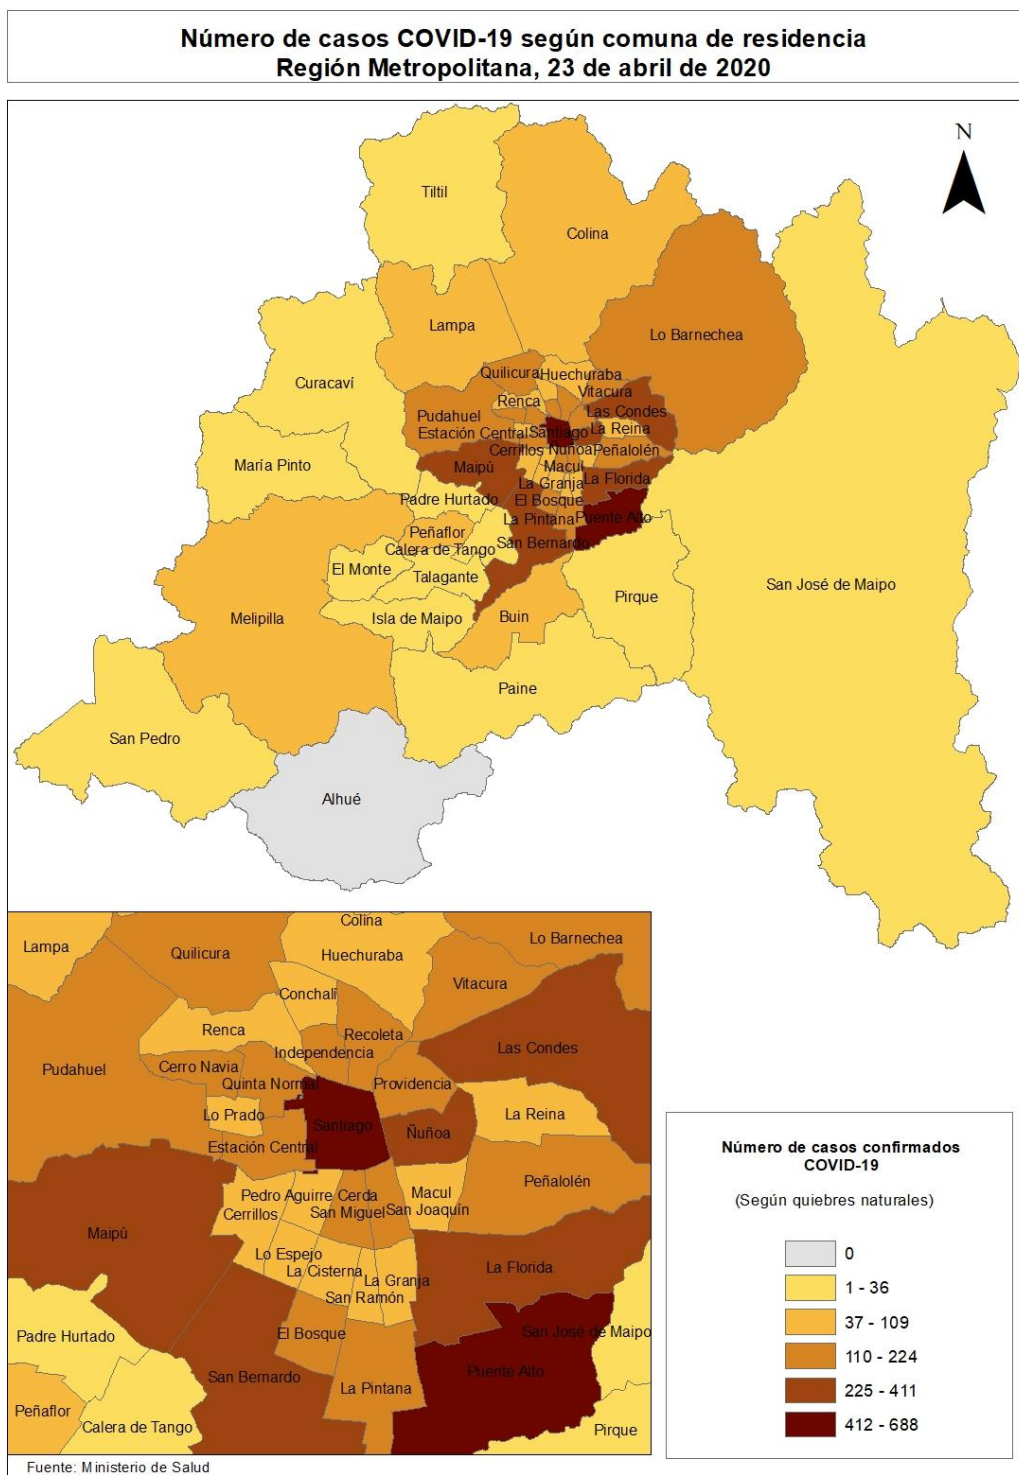 Número de casos COVID-19 según comuna de residencia
Región Metropolitana, 23 de abril de 2020
N
Tiltil
Colina
Lampa
Lo Barnechea
Curacaví
Quilicura
Huechuraba
Vitacura
Renca
Pudahuel
Las Condes
Estación Central
Santiago
La Reina
Cerrillos
Ñuñoa
Peñalolén
María Pinto
Maipú
Macul
La Granja
La Florida
Padre Hurtado
El Bosque
La Pintana
Puente Alto
Peñaflor
Calera de Tango
San Bernardo
El Monte
Talagante
San José de Maipo
Pirque
Melipilla
Isla de Maipo
Buin
Paine
San Pedro
Alhué
Colina
Lampa
Quilicura
Huechuraba
Lo Barnechea
Vitacura
Conchalí
Renca
Recoleta
Independencia
Las Condes
Pudahuel
Cerro Navia
Quinta Normal
Providencia
Lo Prado
Santiago
Ñuñoa
La Reina
Estación Central
Peñalolén
Pedro Aguirre Cerda
Macul
Cerrillos
San Miguel
San Joaquín
Maipú
Lo Espejo
La Cisterna
La Granja
San Ramón
La Florida
Padre Hurtado
El Bosque
San José de Maipo
San Bernardo
La Pintana
Puente Alto
Peñaflor
Calera de Tango
Pirque
Número de casos confirmados
COVID-19
(Según quiebres naturales)
0
1 - 36
37 - 109
110 - 224
225 - 411
412 - 688
Fuente: Ministerio de Salud